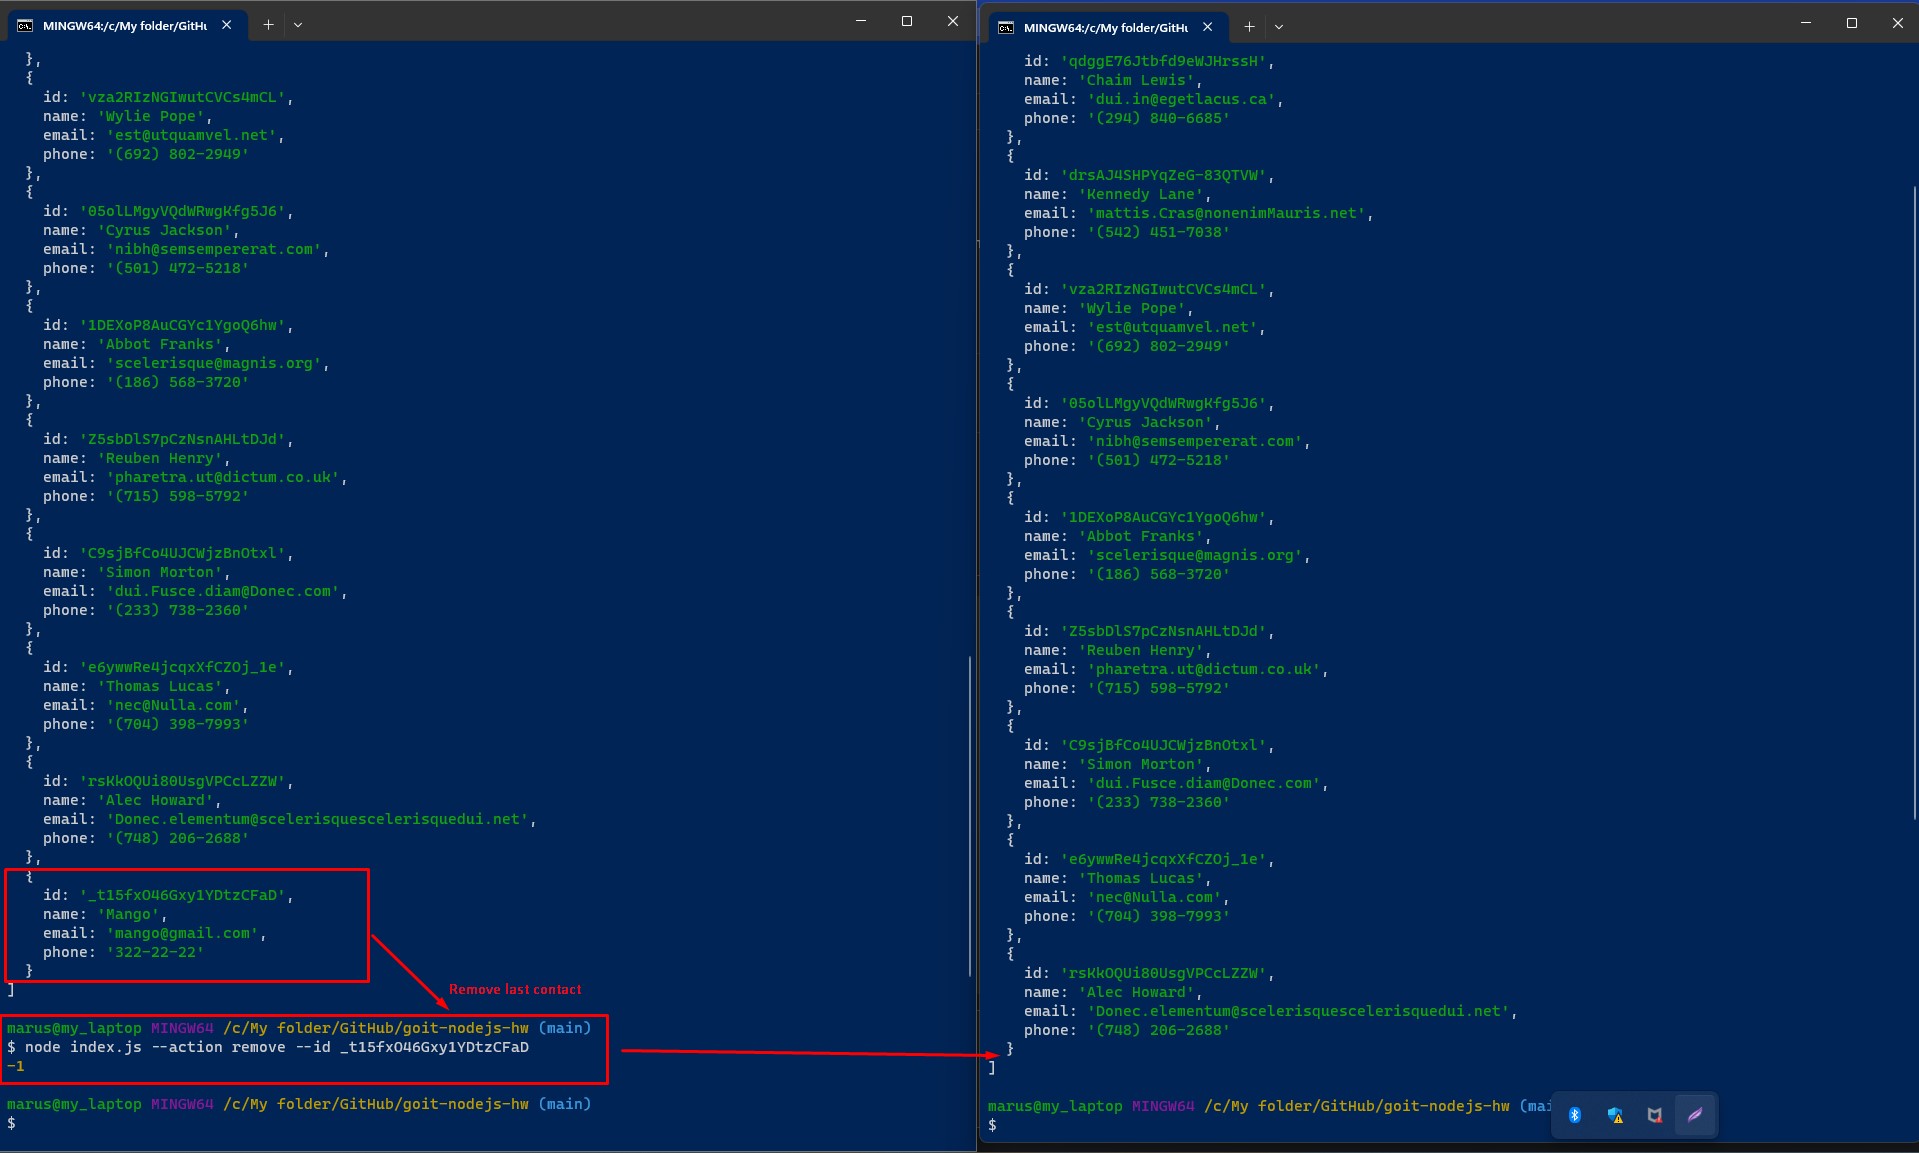 MINGW64:/c/My folder/GitHu
},
{
id: 'vza2RIzNGIwutCVCs4mCL',
name: 'Wylie Pope',
email: 'est@utquamvel.net',
phone: '(692) 802-2949'
},
{
id: '05olLMgyVQdWRwgKfg5J6',
name: 'Cyrus Jackson',
email: 'nibh@semsempererat.com',
phone: '(501) 472-5218'
},
{
id: '1DEXoP8AuCGYc1YgoQ6hw',
name: 'Abbot Franks',
email: 'scelerisque@magnis.org',
phone: '(186) 568-3720'
},
{
id: 'Z5sbDlS7pCzNsnAHLtDJd',
name: 'Reuben Henry',
email: 'pharetra.ut@dictum.co.uk',
phone: '(715) 598-5792'
},
{
id: 'C9sjBfCo4UJCWjzBnOtxl',
name: 'Simon Morton',
email: 'dui.Fusce.diam@Donec.com',
phone: '(233) 738-2360'
},
{
id: 'e6ywwRe4jcqxXfCZOj_1e',
name: 'Thomas Lucas',
email: 'nec@Nulla.com',
phone: '(704) 398-7993'
},
{
id: 'rsKkOQUi80UsgVPCcLZZW',
name: 'Alec Howard',
email: 'Donec.elementum@scelerisquescelerisquedui.net',
phone: '(748) 206-2688'
},
{
id: '_t15fxO46Gxy1YDtzCFaD',
name: 'Mango',
email: 'mango@gmail.com',
phone: '322-22-22'
}
]
Remove last contact
marus@my_laptop MINGW64 /c/My folder/GitHub/goit-nodejs-hw (main)
$ node index.js --action remove --id _t15fxO46Gxy1YDtzCFaD
-1
marus@my_laptop MINGW64 /c/My folder/GitHub/goit-nodejs-hw (main)
$
MINGW64:/c/My folder/GitHu
id: 'qdggE76Jtbfd9eWJHrssH',
name: 'Chaim Lewis',
email: 'dui.in@egetlacus.ca',
phone: '(294) 840-6685'
},
{
id: 'drsAJ4SHPYqZeG-83QTVW',
name: 'Kennedy Lane',
email: 'mattis.Cras@nonenimMauris.net',
phone: '(542) 451-7038'
},
{
id: 'vza2RIzNGIwutCVCs4mCL',
name: 'Wylie Pope',
email: 'est@utquamvel.net',
phone: '(692) 802-2949'
},
{
id: '05olLMgyVQdWRwgKfg5J6',
name: 'Cyrus Jackson',
email: 'nibh@semsempererat.com',
phone: '(501) 472-5218'
},
{
id: '1DEXoP8AuCGYc1YgoQ6hw',
name: 'Abbot Franks',
email: 'scelerisque@magnis.org',
phone: '(186) 568-3720'
},
{
id: 'Z5sbDlS7pCzNsnAHLtDJd',
name: 'Reuben Henry',
email: 'pharetra.ut@dictum.co.uk',
phone: '(715) 598-5792'
},
{
id: 'C9sjBfCo4UJCWjzBnOtxl',
name: 'Simon Morton',
email: 'dui.Fusce.diam@Donec.com',
phone: '(233) 738-2360'
},
{
id: 'e6ywwRe4jcqxXfCZOj_1e',
name: 'Thomas Lucas',
email: 'nec@Nulla.com',
phone: '(704) 398-7993'
},
{
id: 'rsKkOQUi80UsgVPCcLZZW',
name: 'Alec Howard',
email: 'Donec.elementum@scelerisquescelerisquedui.net',
phone: '(748) 206-2688'
}
]
marus@my_laptop MINGW64 /c/My folder/GitHub/goit-nodejs-hw (mai
$